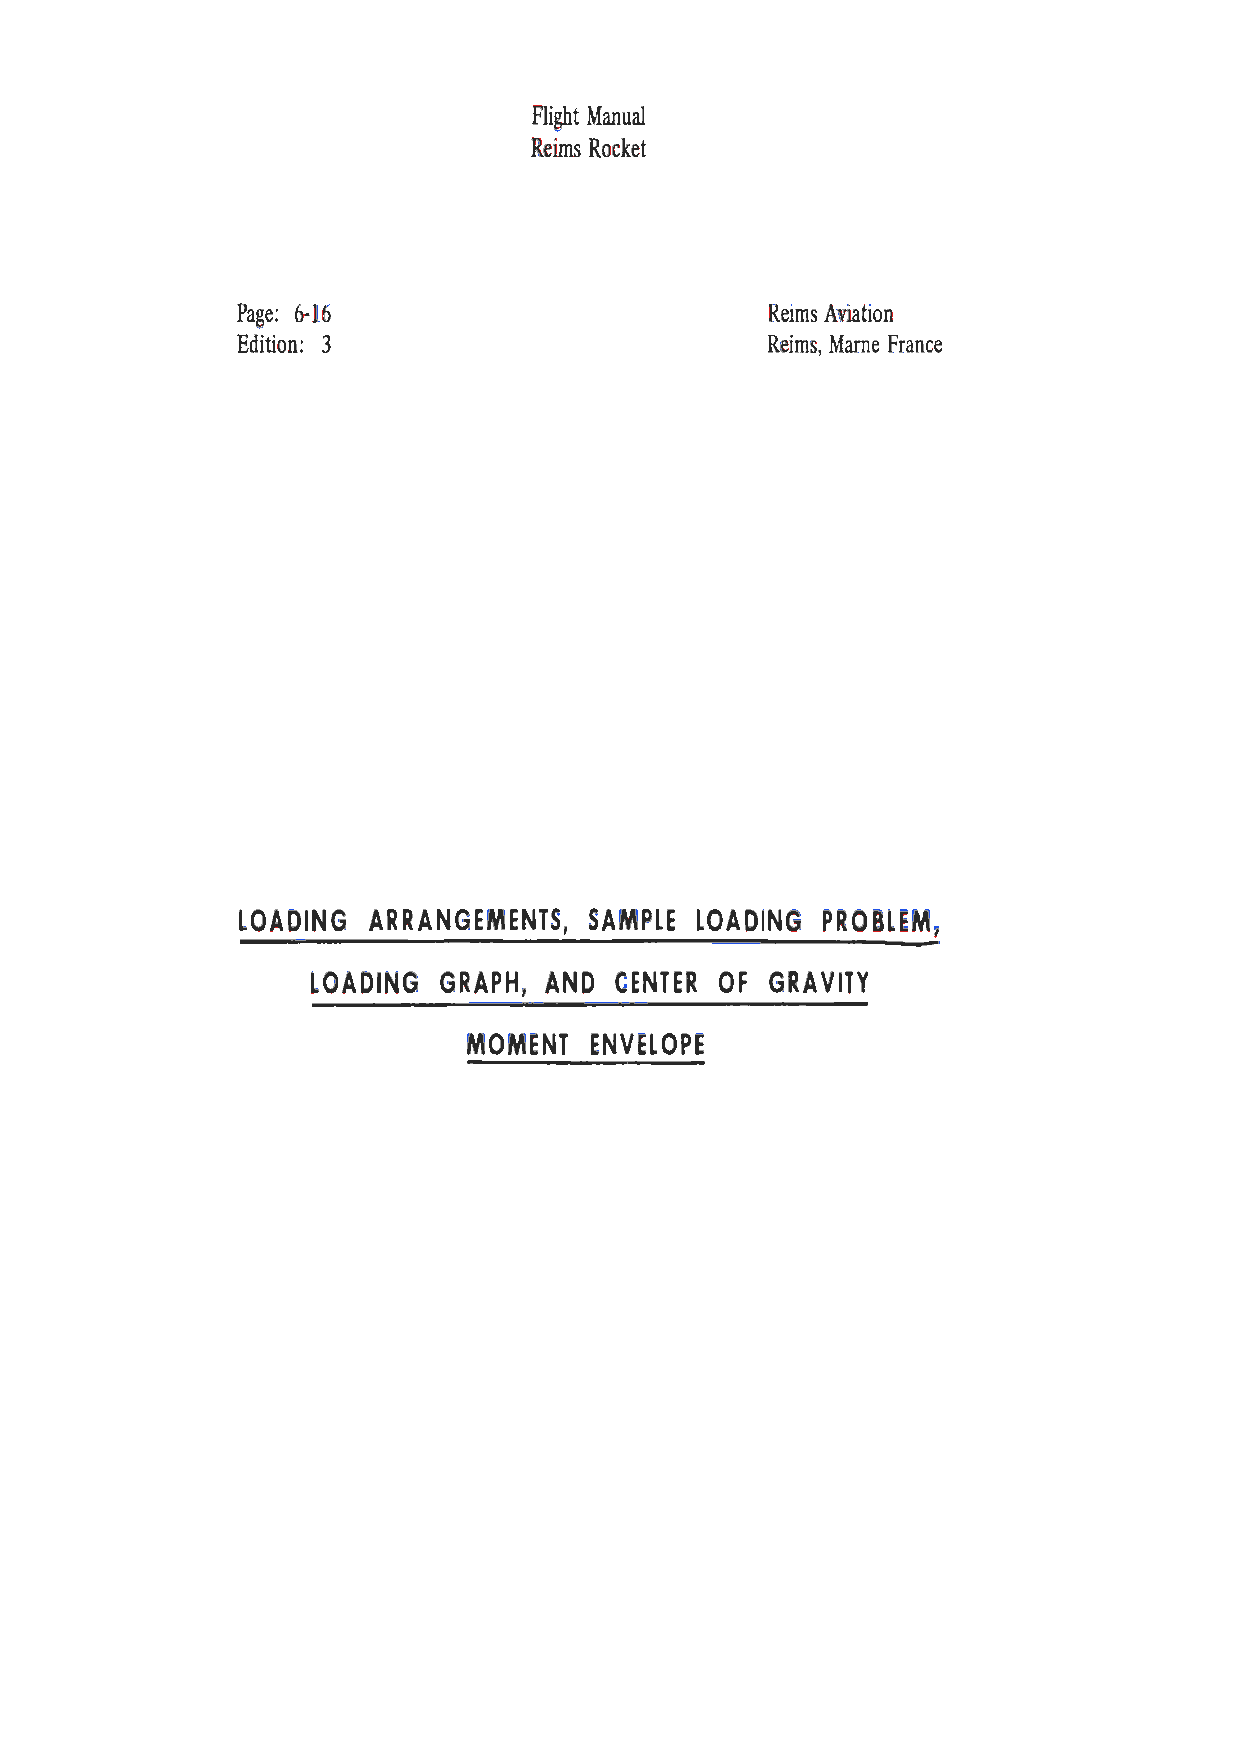 Flight Manual
Reims Rocket
Page: 6-16
Reims Aviation
Edition: 3
Reims, Marne France
LOADING ARRANGEMENTS, SAMPLE LOADING PROBLEM,
LOADING GRAPH, AND CENTER OF GRAVITY
MOMENT ENVELOPE